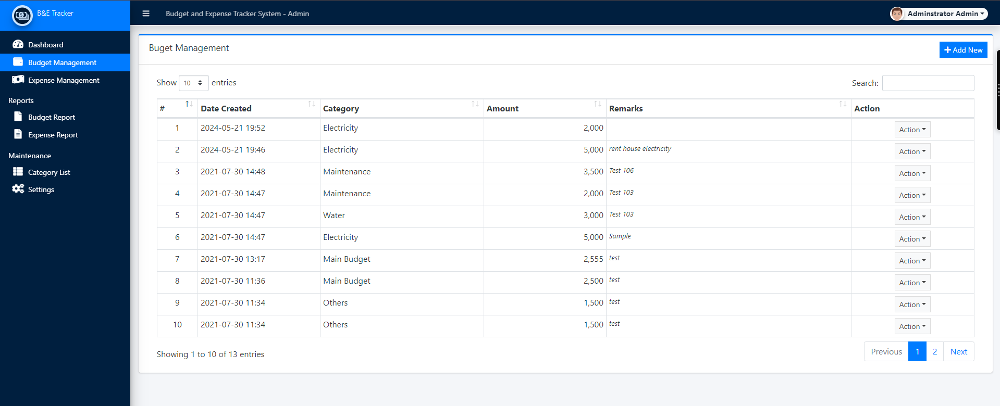 B&E Tracker
Budget and Expense Tracker System - Admin
Adminstrator Admin
Dashboard
Budget Management
Expense Management
Reports
Budget Report
Expense Report
Maintenance
Category List
Settings
Buget Management
Add New
Show 10 entries
Search:
# Date Created Category Amount Remarks Action
1 2024-05-21 19:52 Electricity 2,000 Action
2 2024-05-21 19:46 Electricity 5,000 rent house electricity Action
3 2021-07-30 14:48 Maintenance 3,500 Test 106 Action
4 2021-07-30 14:47 Maintenance 2,000 Test 103 Action
5 2021-07-30 14:47 Water 3,000 Test 103 Action
6 2021-07-30 14:47 Electricity 5,000 Sample Action
7 2021-07-30 13:17 Main Budget 2,555 test Action
8 2021-07-30 11:36 Main Budget 2,500 test Action
9 2021-07-30 11:34 Others 1,500 test Action
10 2021-07-30 11:34 Others 1,500 test Action
Showing 1 to 10 of 13 entries
Previous 1 2 Next